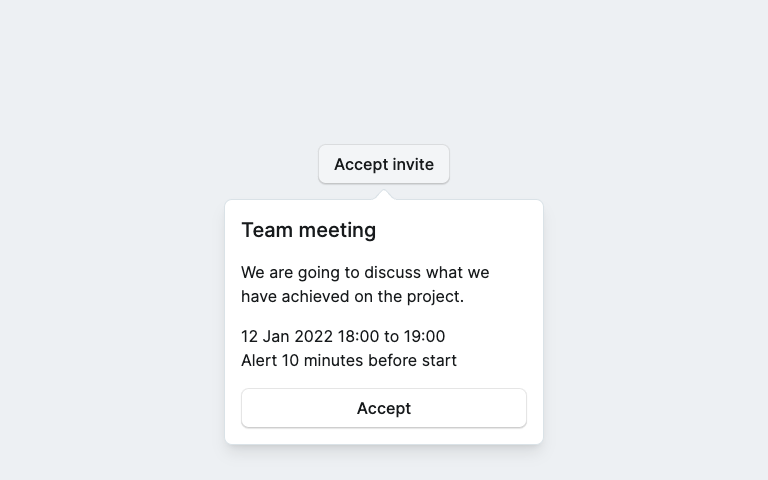 Accept invite
Team meeting
We are going to discuss what we
have achieved on the project.
12 Jan 2022 18:00 to 19:00
Alert 10 minutes before start
Accept